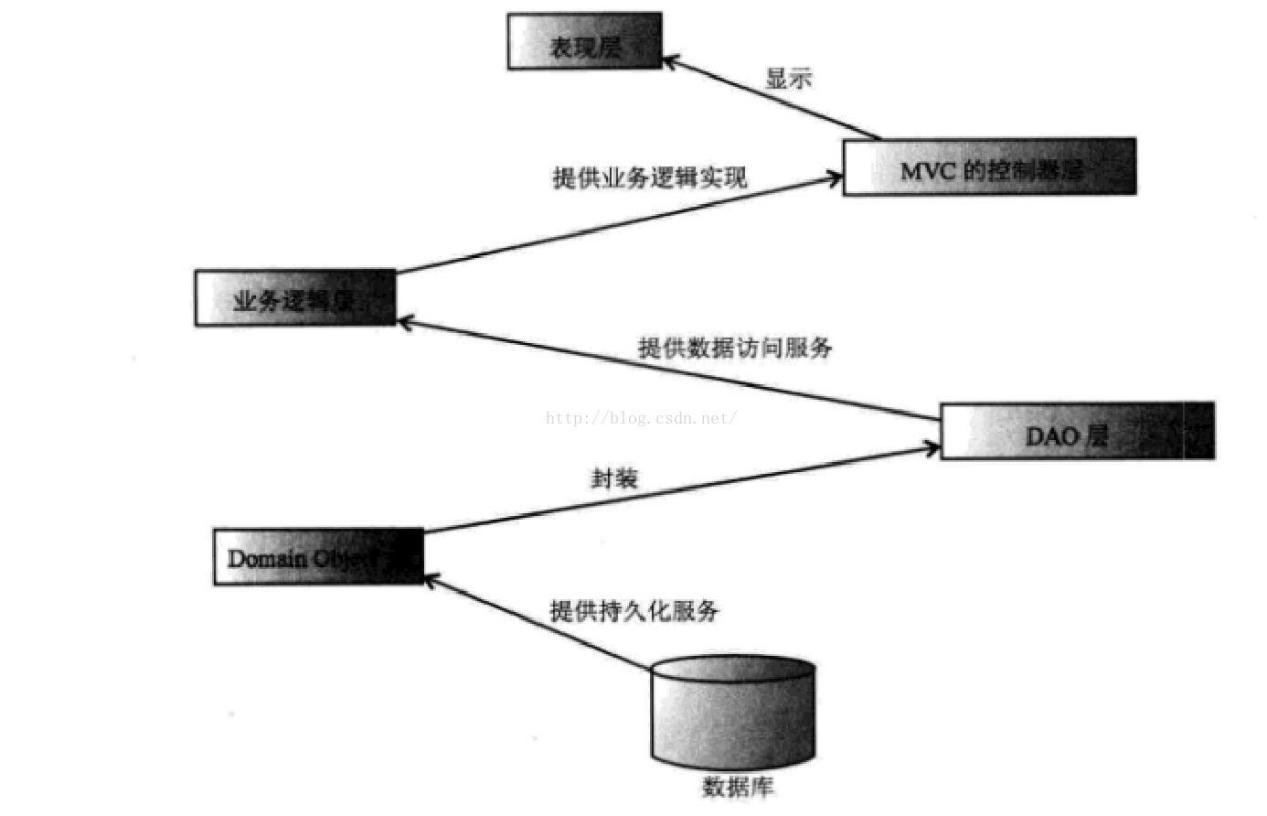 表现层
显示
MVC 的控制器层
提供业务逻辑实现
业务逻辑层
提供数据访问服务
http://blog.csdn.net/
DAO 层
封装
Domain Object
提供持久化服务
数据库